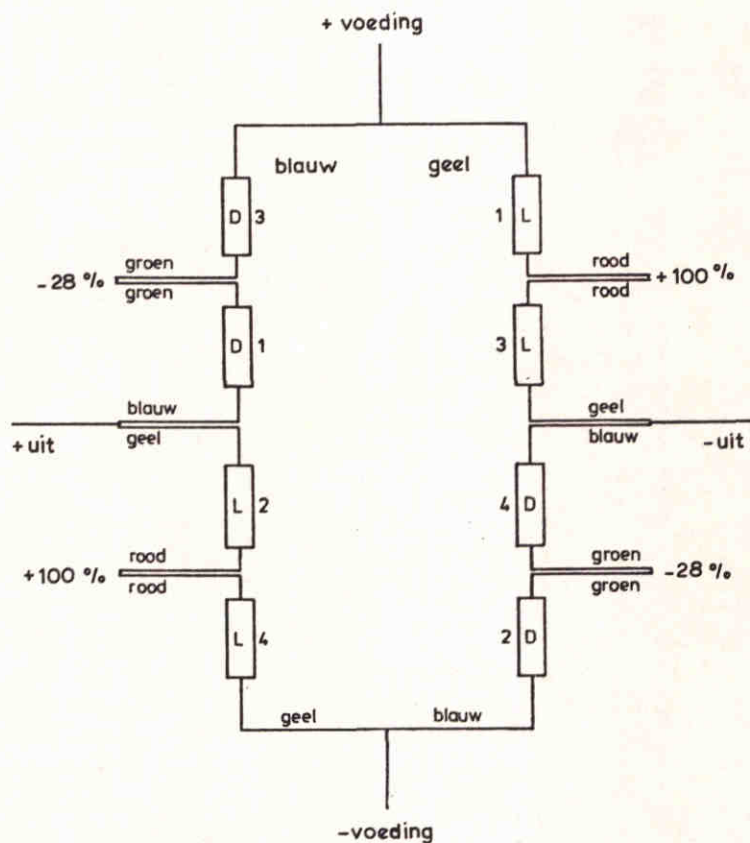 + voeding
blauw geel
D 3 1 L
groen rood
-28 % +100 %
groen rood
D 1 3 L
blauw geel
+uit -uit
geel blauw
L 2 4 D
rood groen
+100 % -28 %
rood groen
L 4 2 D
geel blauw
-voeding